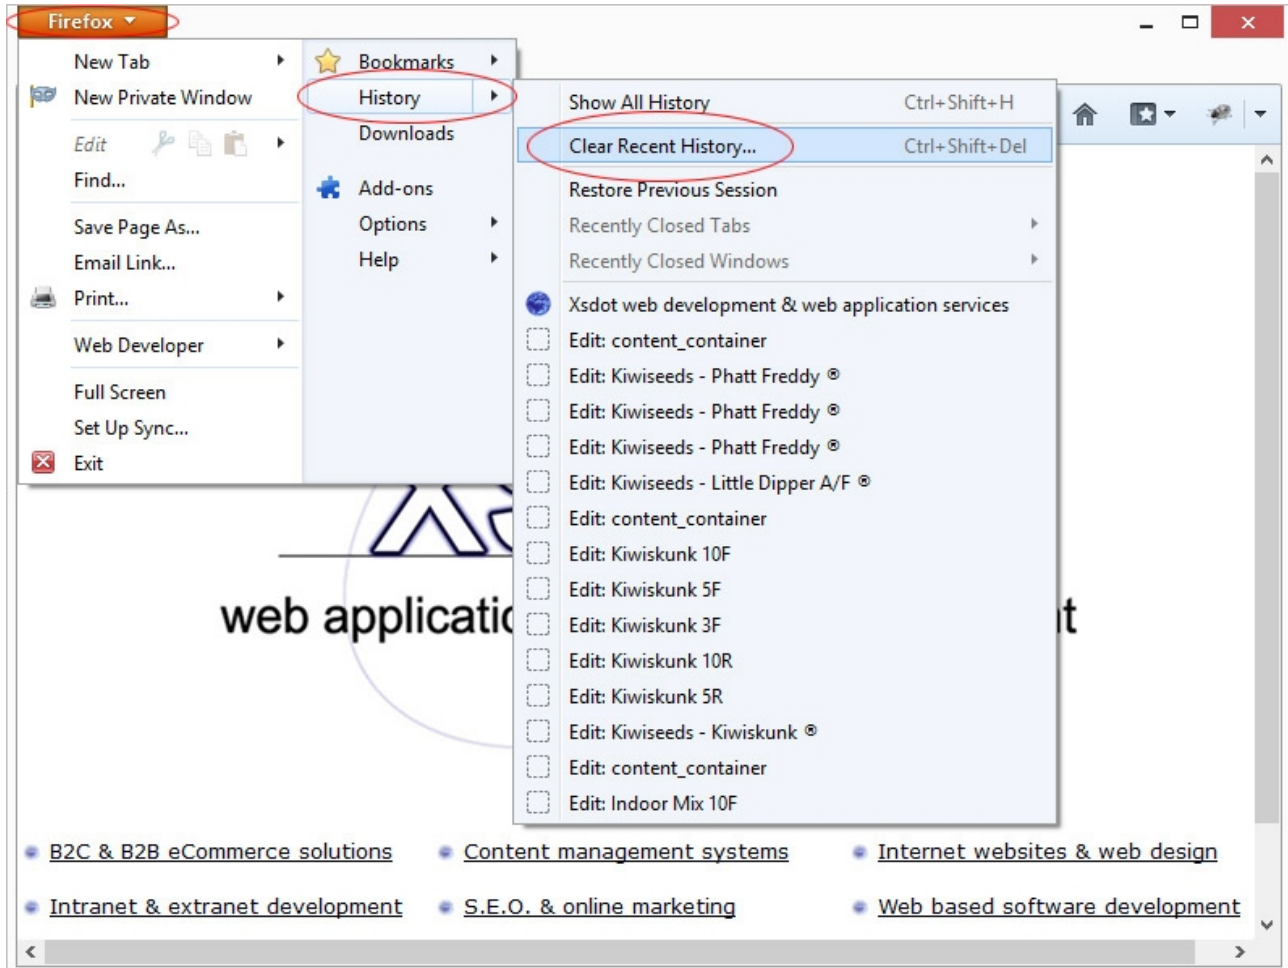 Firefox
New Tab
New Private Window
Edit
Find...
Save Page As...
Email Link...
Print...
Web Developer
Full Screen
Set Up Sync...
Exit
Bookmarks
History
Downloads
Add-ons
Options
Help
Show All History Ctrl+Shift+H
Clear Recent History... Ctrl+Shift+Del
Restore Previous Session
Recently Closed Tabs
Recently Closed Windows
Xsdot web development & web application services
Edit: content_container
Edit: Kiwiseeds - Phatt Freddy ®
Edit: Kiwiseeds - Phatt Freddy ®
Edit: Kiwiseeds - Phatt Freddy ®
Edit: Kiwiseeds - Little Dipper A/F ®
Edit: content_container
Edit: Kiwiskunk 10F
Edit: Kiwiskunk 5F
Edit: Kiwiskunk 3F
Edit: Kiwiskunk 10R
Edit: Kiwiskunk 5R
Edit: Kiwiseeds - Kiwiskunk ®
Edit: content_container
Edit: Indoor Mix 10F
web
B2C & B2B eCommerce solutions Content management systems Internet websites & web design
Intranet & extranet development S.E.O. & online marketing Web based software development